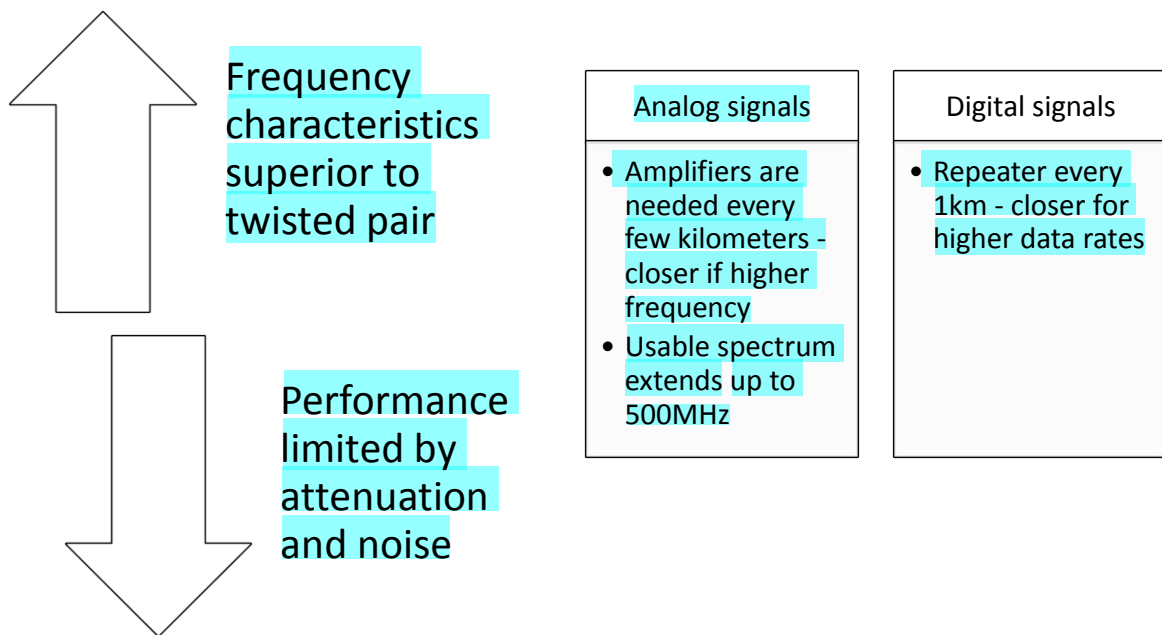 Frequency
characteristics
superior to
twisted pair
Performance
limited by
attenuation
and noise
Analog signals
• Amplifiers are
needed every
few kilometers -
closer if higher
frequency
• Usable spectrum
extends up to
500MHz
Digital signals
• Repeater every
1km - closer for
higher data rates